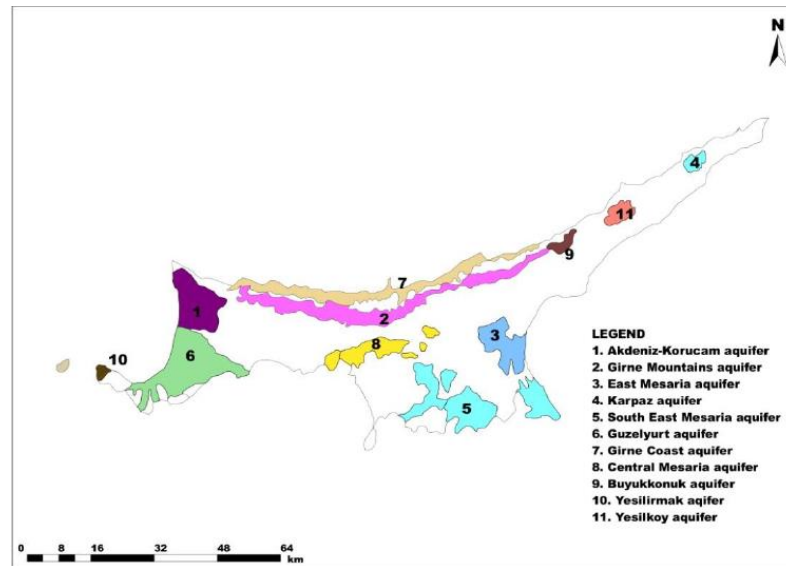 N
4
11
9
7
1
2
3
8
6
10
5
LEGEND
1. Akdeniz-Korucam aquifer
2. Girne Mountains aquifer
3. East Mesaria aquifer
4. Karpaz aquifer
5. South East Mesaria aquifer
6. Guzelyurt aquifer
7. Girne Coast aquifer
8. Central Mesaria aquifer
9. Buyukkonuk aquifer
10. Yesilirmak aqifer
11. Yesilkoy aquifer
0 8 16 32 48 64
km